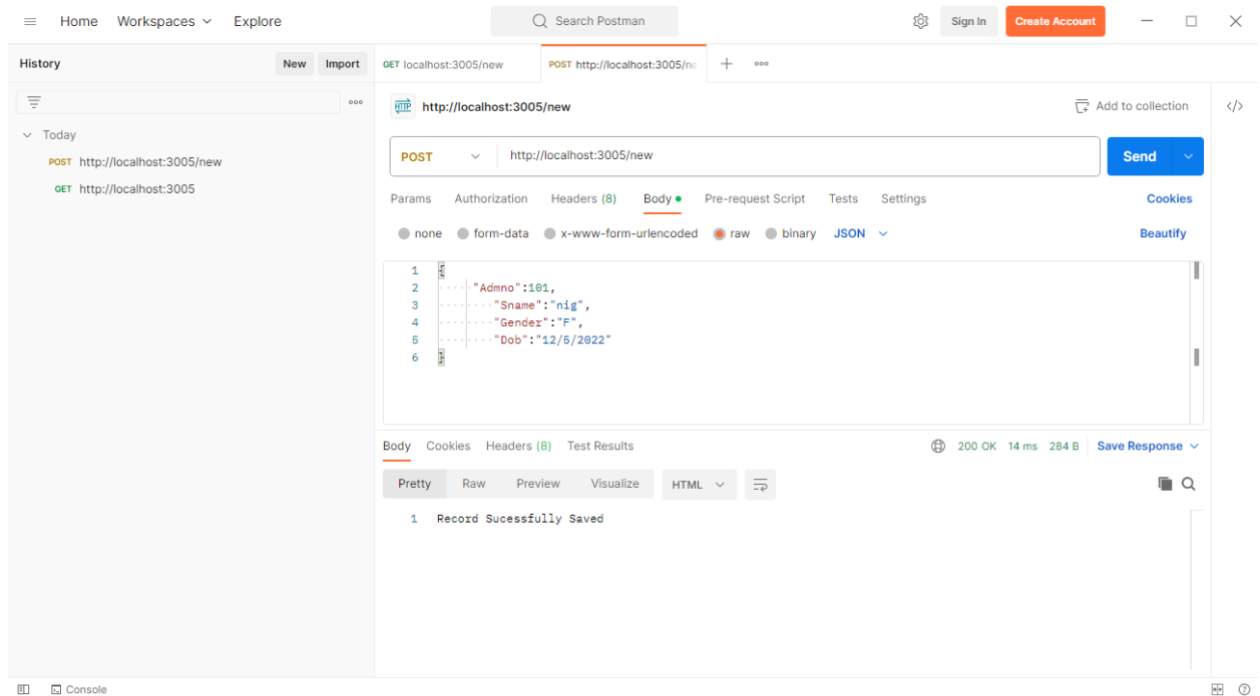 Home Workspaces Explore Search Postman Sign In Create Account
History New Import GET localhost:3005/new POST http://localhost:3005/ne
HTTP http://localhost:3005/new Add to collection </>
Today
POST http://localhost:3005/new
GET http://localhost:3005
POST http://localhost:3005/new Send
Params Authorization Headers (8) Body Pre-request Script Tests Settings Cookies
none form-data x-www-form-urlencoded raw binary JSON Beautify
1 {
2 "Admno":101,
3 "Sname":"nig",
4 "Gender":"F",
5 "Dob":"12/5/2022"
6 }
Body Cookies Headers (8) Test Results 200 OK 14 ms 284 B Save Response
Pretty Raw Preview Visualize HTML
1 Record Sucessfully Saved
Console